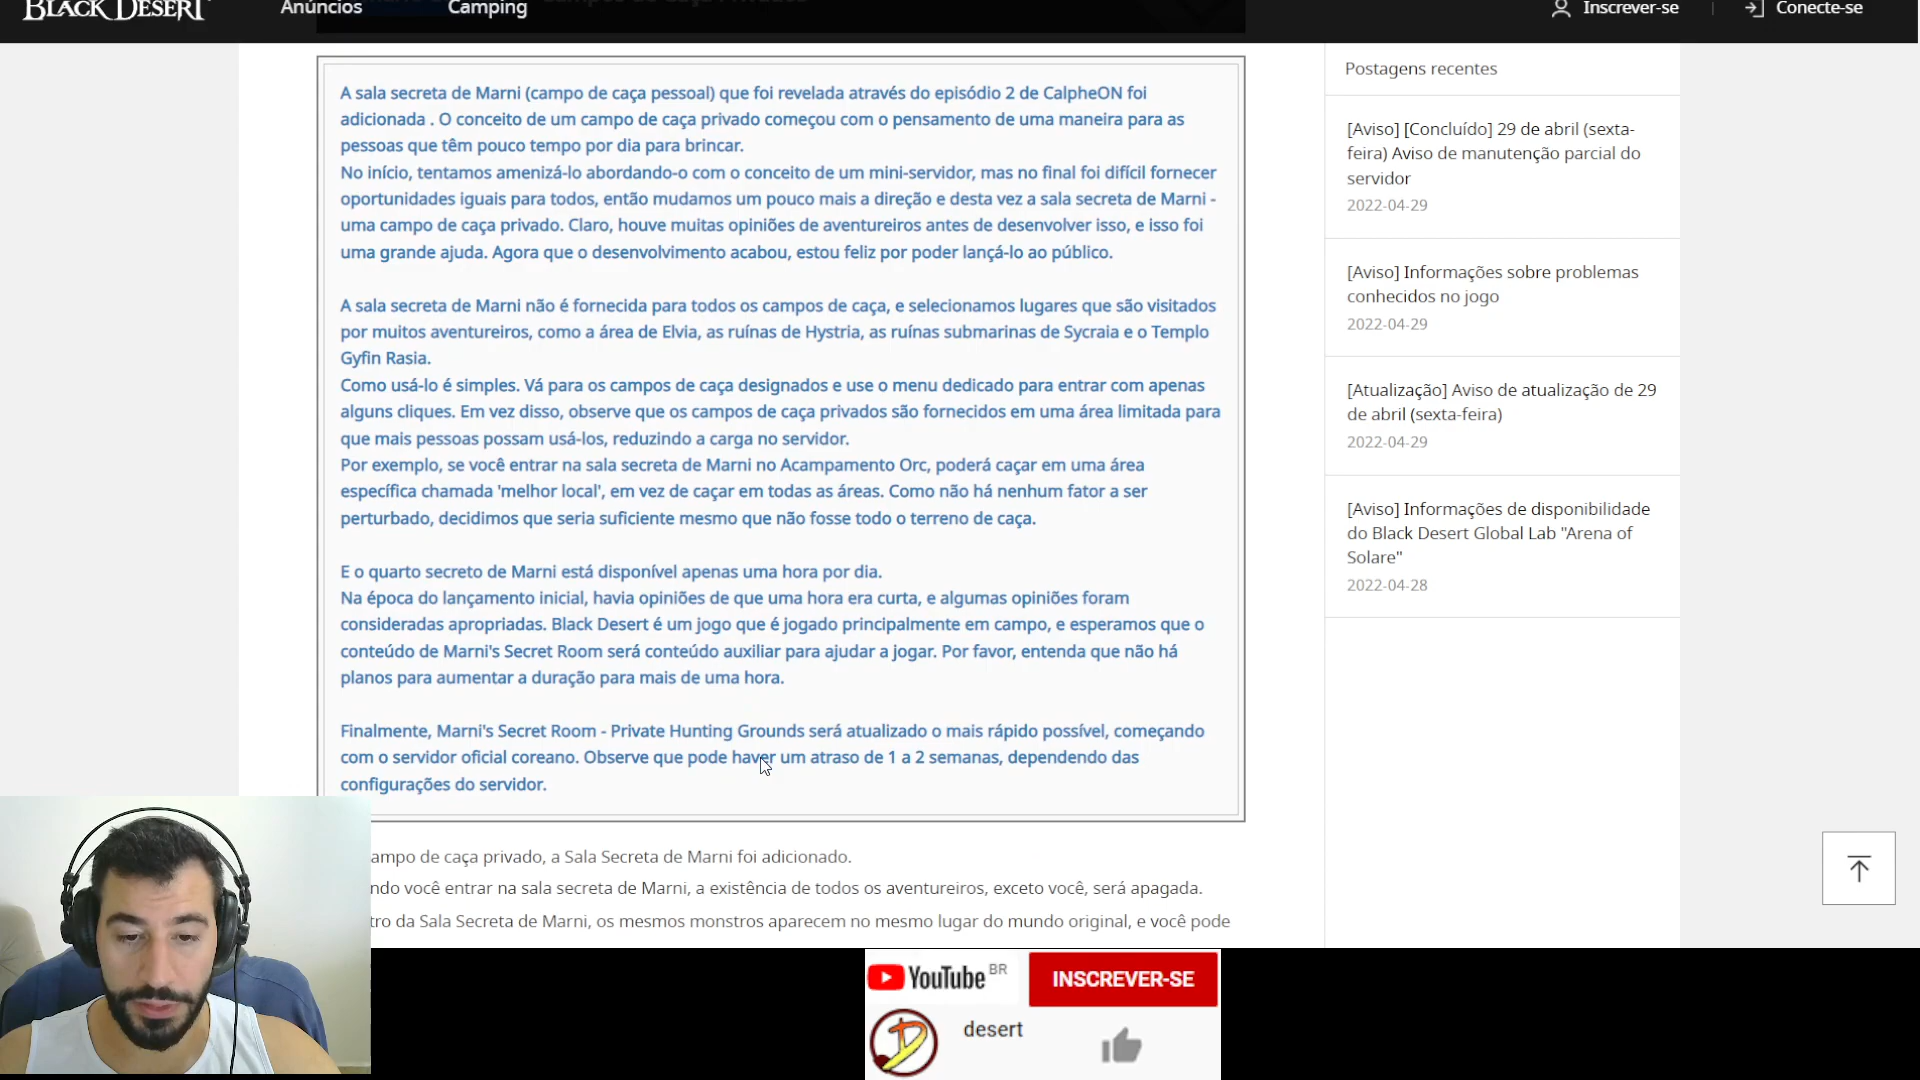 BLACK DESERT
Anúncios
Camping
Inscrever-se
Conecte-se
A sala secreta de Marni (campo de caça pessoal) que foi revelada através do episódio 2 de CalpheON foi
adicionada . O conceito de um campo de caça privado começou com o pensamento de uma maneira para as
pessoas que têm pouco tempo por dia para brincar.
No início, tentamos amenizá-lo abordando-o com o conceito de um mini-servidor, mas no final foi difícil fornecer
oportunidades iguais para todos, então mudamos um pouco mais a direção e desta vez a sala secreta de Marni -
uma campo de caça privado. Claro, houve muitas opiniões de aventureiros antes de desenvolver isso, e isso foi
uma grande ajuda. Agora que o desenvolvimento acabou, estou feliz por poder lançá-lo ao público.
A sala secreta de Marni não é fornecida para todos os campos de caça, e selecionamos lugares que são visitados
por muitos aventureiros, como a área de Elvia, as ruínas de Hystria, as ruínas submarinas de Sycraia e o Templo
Gyfin Rasia.
Como usá-lo é simples. Vá para os campos de caça designados e use o menu dedicado para entrar com apenas
alguns cliques. Em vez disso, observe que os campos de caça privados são fornecidos em uma área limitada para
que mais pessoas possam usá-los, reduzindo a carga no servidor.
Por exemplo, se você entrar na sala secreta de Marni no Acampamento Orc, poderá caçar em uma área
específica chamada 'melhor local', em vez de caçar em todas as áreas. Como não há nenhum fator a ser
perturbado, decidimos que seria suficiente mesmo que não fosse todo o terreno de caça.
E o quarto secreto de Marni está disponível apenas uma hora por dia.
Na época do lançamento inicial, havia opiniões de que uma hora era curta, e algumas opiniões foram
consideradas apropriadas. Black Desert é um jogo que é jogado principalmente em campo, e esperamos que o
conteúdo de Marni's Secret Room será conteúdo auxiliar para ajudar a jogar. Por favor, entenda que não há
planos para aumentar a duração para mais de uma hora.
Finalmente, Marni's Secret Room - Private Hunting Grounds será atualizado o mais rápido possível, começando
com o servidor oficial coreano. Observe que pode haver um atraso de 1 a 2 semanas, dependendo das
configurações do servidor.
ampo de caça privado, a Sala Secreta de Marni foi adicionado.
ndo você entrar na sala secreta de Marni, a existência de todos os aventureiros, exceto você, será apagada.
tro da Sala Secreta de Marni, os mesmos monstros aparecem no mesmo lugar do mundo original, e você pode
Postagens recentes
[Aviso] [Concluído] 29 de abril (sexta-
feira) Aviso de manutenção parcial do
servidor
2022-04-29
[Aviso] Informações sobre problemas
conhecidos no jogo
2022-04-29
[Atualização] Aviso de atualização de 29
de abril (sexta-feira)
2022-04-29
[Aviso] Informações de disponibilidade
do Black Desert Global Lab "Arena of
Solare"
2022-04-28
YouTube BR
INSCREVER-SE
desert